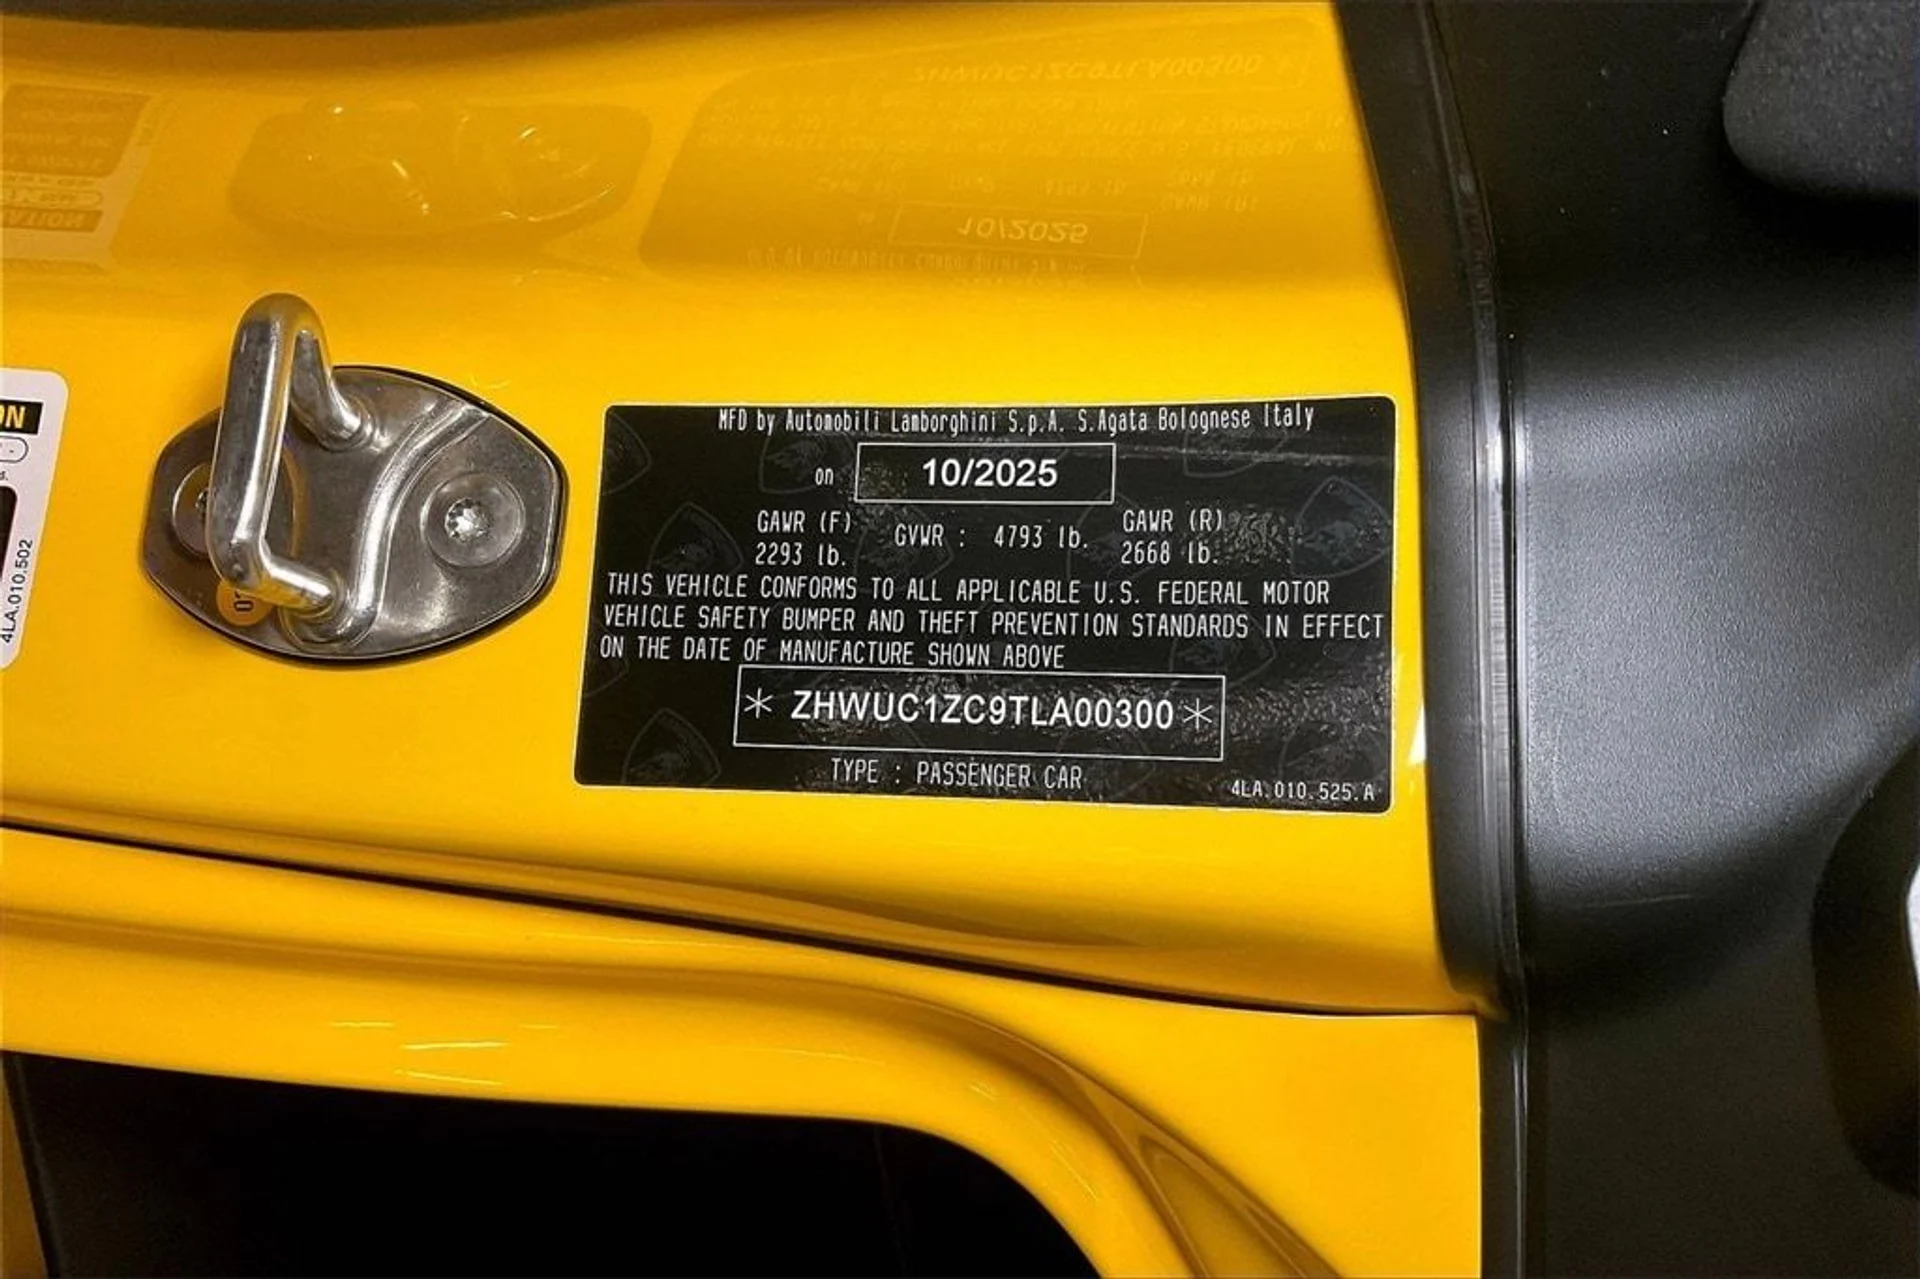 MFD by Automobili Lamborghini S.p.A. S.Agata Bolognese Italy
on 10/2025
GAWR (F) GVWR : 4793 lb. GAWR (R)
2293 lb. 2668 lb.
THIS VEHICLE CONFORMS TO ALL APPLICABLE U.S. FEDERAL MOTOR
VEHICLE SAFETY BUMPER AND THEFT PREVENTION STANDARDS IN EFFECT
ON THE DATE OF MANUFACTURE SHOWN ABOVE
* ZHWUC1ZC9TLA00300 *
TYPE : PASSENGER CAR
4LA.010.525.A
4LA.010.502